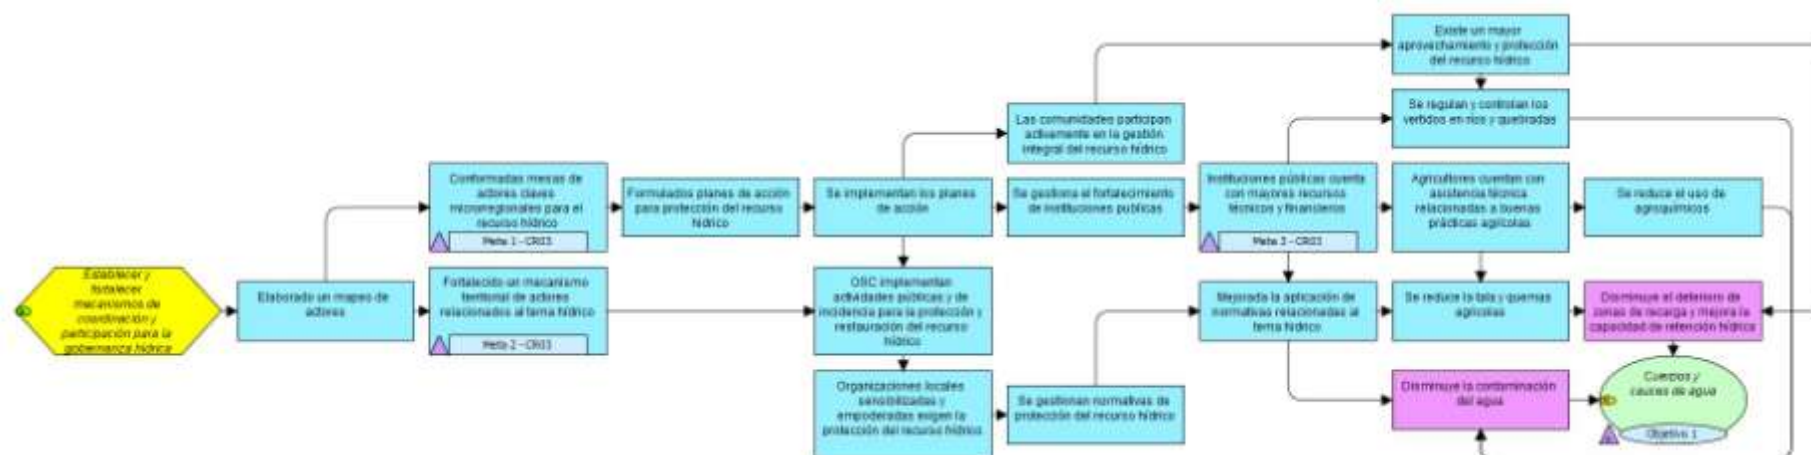 Existe un mayor
aprovechamiento y protección
del recurso hídrico
Se regulan y controlan los
vertidos en ríos y quebradas
Las comunidades participan
activamente en la gestión
integral del recurso hídrico
Conformadas mesas de
actores claves
microrregionales para el
recurso hídrico
Meta 1 - CR03
Formulados planes de acción
para protección del recurso
hídrico
Se implementan los planes
de acción
Se gestiona el fortalecimiento
de instituciones publicas
Instituciones públicas cuenta
con mayores recursos
técnicos y financieros
Meta 3 - CR03
Agricultores cuentan con
asistencia técnica
relacionadas a buenas
prácticas agrícolas
Se reduce el uso de
agroquímicos
Establecer y
fortalecer
mecanismos de
coordinación y
participación para la
gobernanza hídrica
Elaborado un mapeo de
actores
Fortalecido un mecanismo
territorial de actores
relacionados al tema hídrico
Meta 2 - CR03
OSC implementan
actividades públicas y de
incidencia para la protección y
restauración del recurso
hídrico
Mejorada la aplicación de
normativas relacionadas al
tema hídrico
Se reduce la tala y quemas
agrícolas
Disminuye el deterioro de
zonas de recarga y mejora la
capacidad de retención hídrica
Organizaciones locales
sensibilizadas y
empoderadas exigen la
protección del recurso hídrico
Se gestionan normativas de
protección del recurso hídrico
Disminuye la contaminación
del agua
Cuerpos y
cauces de agua
Objetivo 1